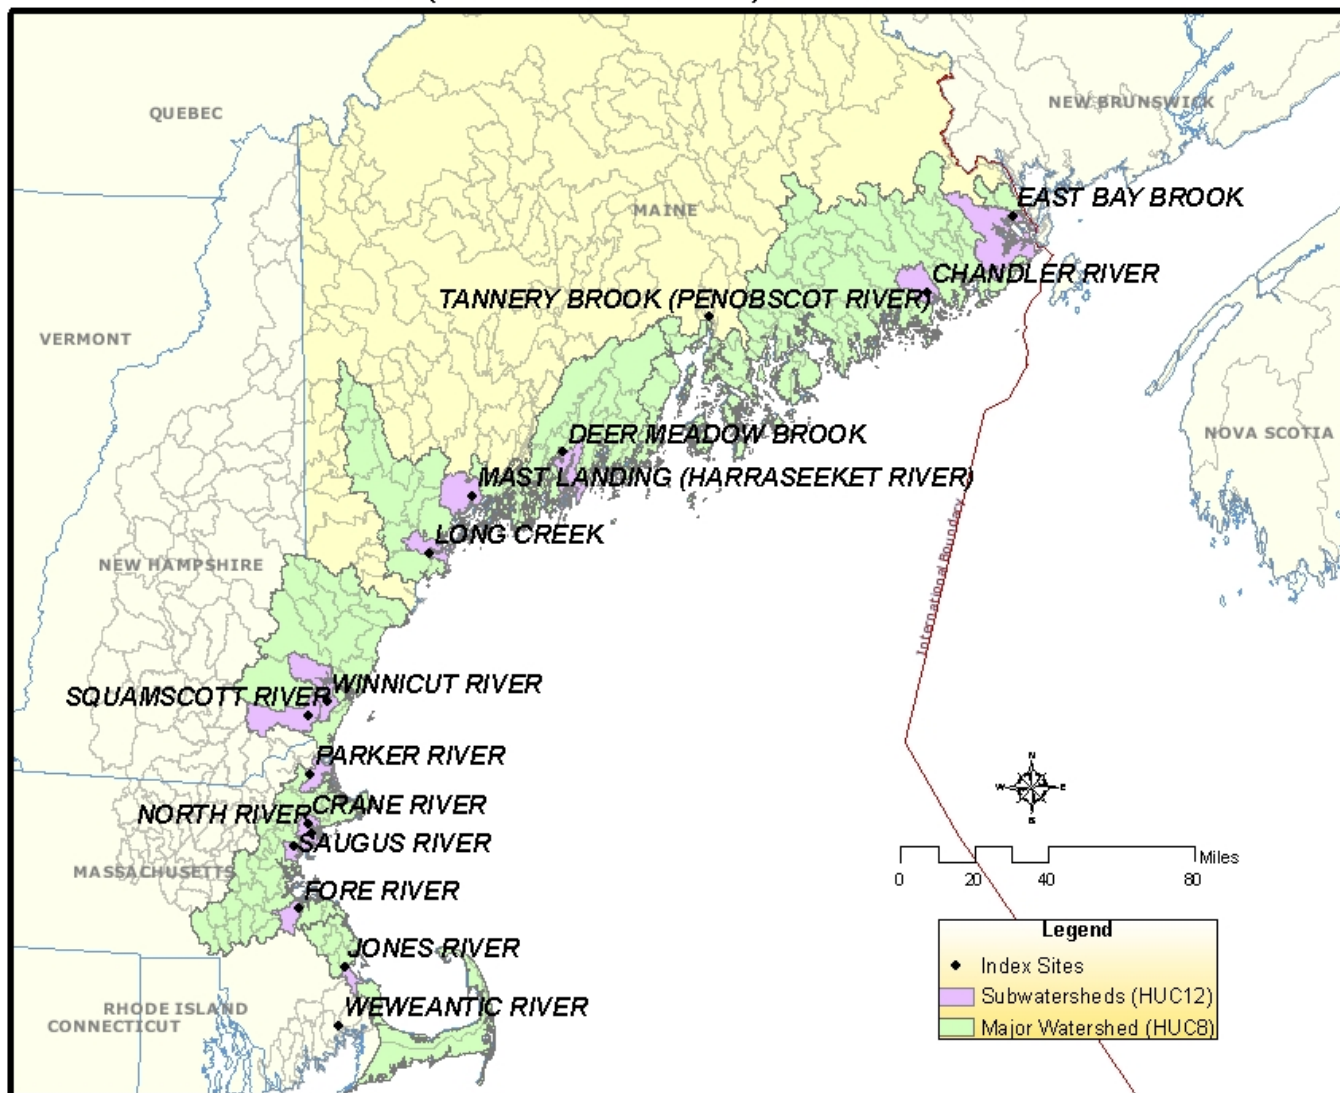 QUEBEC
NEW BRUNSWICK
EAST BAY BROOK
MAINE
CHANDLER RIVER
TANNERY BROOK (PENOBSCOT RIVER)
VERMONT
DEER MEADOW BROOK
NOVA SCOTIA
MAST LANDING (HARRASEEKET RIVER)
LONG CREEK
NEW HAMPSHIRE
International Boundary
WINNICUT RIVER
SQUAMSCOTT RIVER
PARKER RIVER
N
W E
S
CRANE RIVER
NORTH RIVER
SAUGUS RIVER
MASSACHUSETTS
Miles
0 20 40 80
FORE RIVER
Legend
Index Sites
Subwatersheds (HUC12)
Major Watershed (HUC8)
JONES RIVER
WEWEANTIC RIVER
RHODE ISLAND
CONNECTICUT